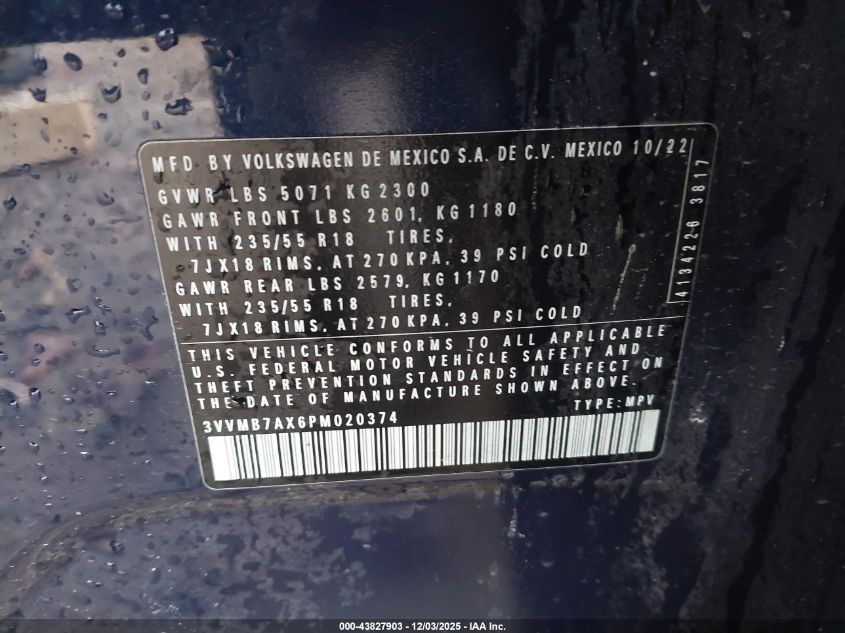 MFD BY VOLKSWAGEN DE MEXICO S.A. DE C.V. MEXICO 10/22
GVWR LBS 5071 KG 2300
GAWR FRONT LBS 2601, KG 1180
WITH 235/55 R18 TIRES,
7JX18 RIMS, AT 270 KPA, 39 PSI COLD
GAWR REAR LBS 2579, KG 1170
WITH 235/55 R18 TIRES,
7JX18 RIMS, AT 270 KPA, 39 PSI COLD
413422-6 3817
THIS VEHICLE CONFORMS TO ALL APPLICABLE
U.S. FEDERAL MOTOR VEHICLE SAFETY AND
THEFT PREVENTION STANDARDS IN EFFECT ON
THE DATE OF MANUFACTURE SHOWN ABOVE.
3VVMB7AX6PM020374 TYPE: MPV
000-43827903 - 12/03/2025 - IAA Inc.